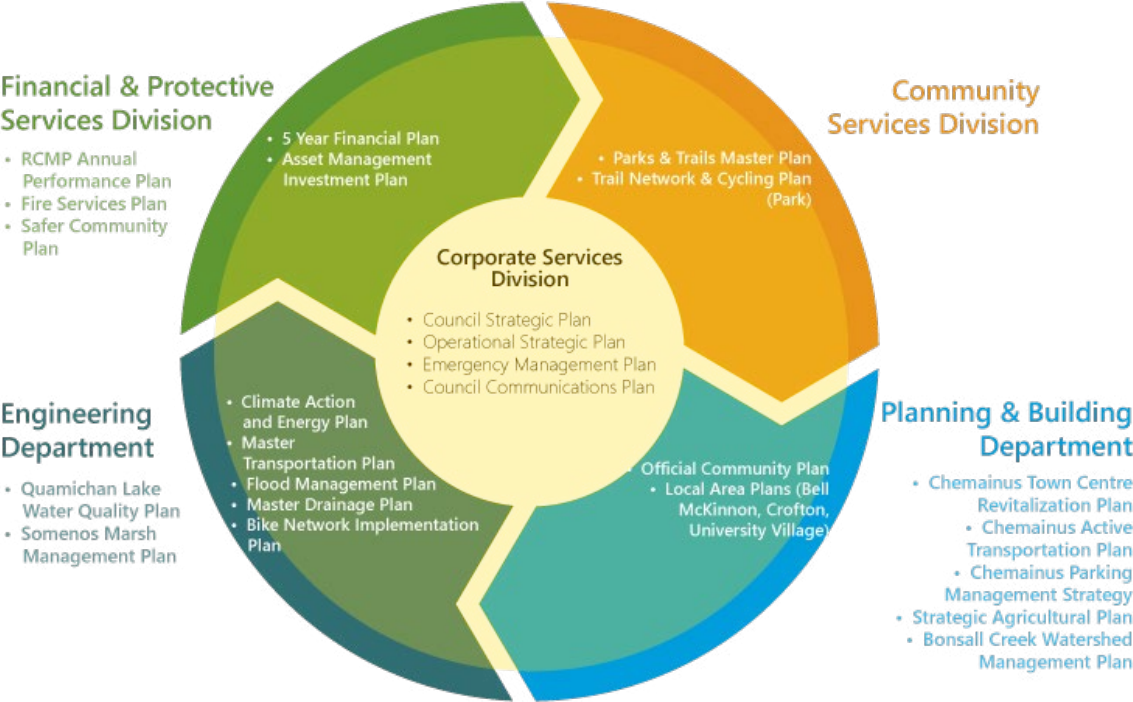 Financial & Protective
Services Division
• RCMP Annual
Performance Plan
• Fire Services Plan
• Safer Community
Plan
• 5 Year Financial Plan
• Asset Management
Investment Plan
Community
Services Division
• Parks & Trails Master Plan
• Trail Network & Cycling Plan
(Park)
Corporate Services
Division
• Council Strategic Plan
• Operational Strategic Plan
• Emergency Management Plan
• Council Communications Plan
Engineering
Department
• Quamichan Lake
Water Quality Plan
• Somenos Marsh
Management Plan
• Climate Action
and Energy Plan
• Master
Transportation Plan
• Flood Management Plan
• Master Drainage Plan
• Bike Network Implementation
Plan
• Official Community Plan
• Local Area Plans (Bell
McKinnon, Crofton,
University Village)
Planning & Building
Department
• Chemainus Town Centre
Revitalization Plan
• Chemainus Active
Transportation Plan
• Chemainus Parking
Management Strategy
• Strategic Agricultural Plan
• Bonsall Creek Watershed
Management Plan